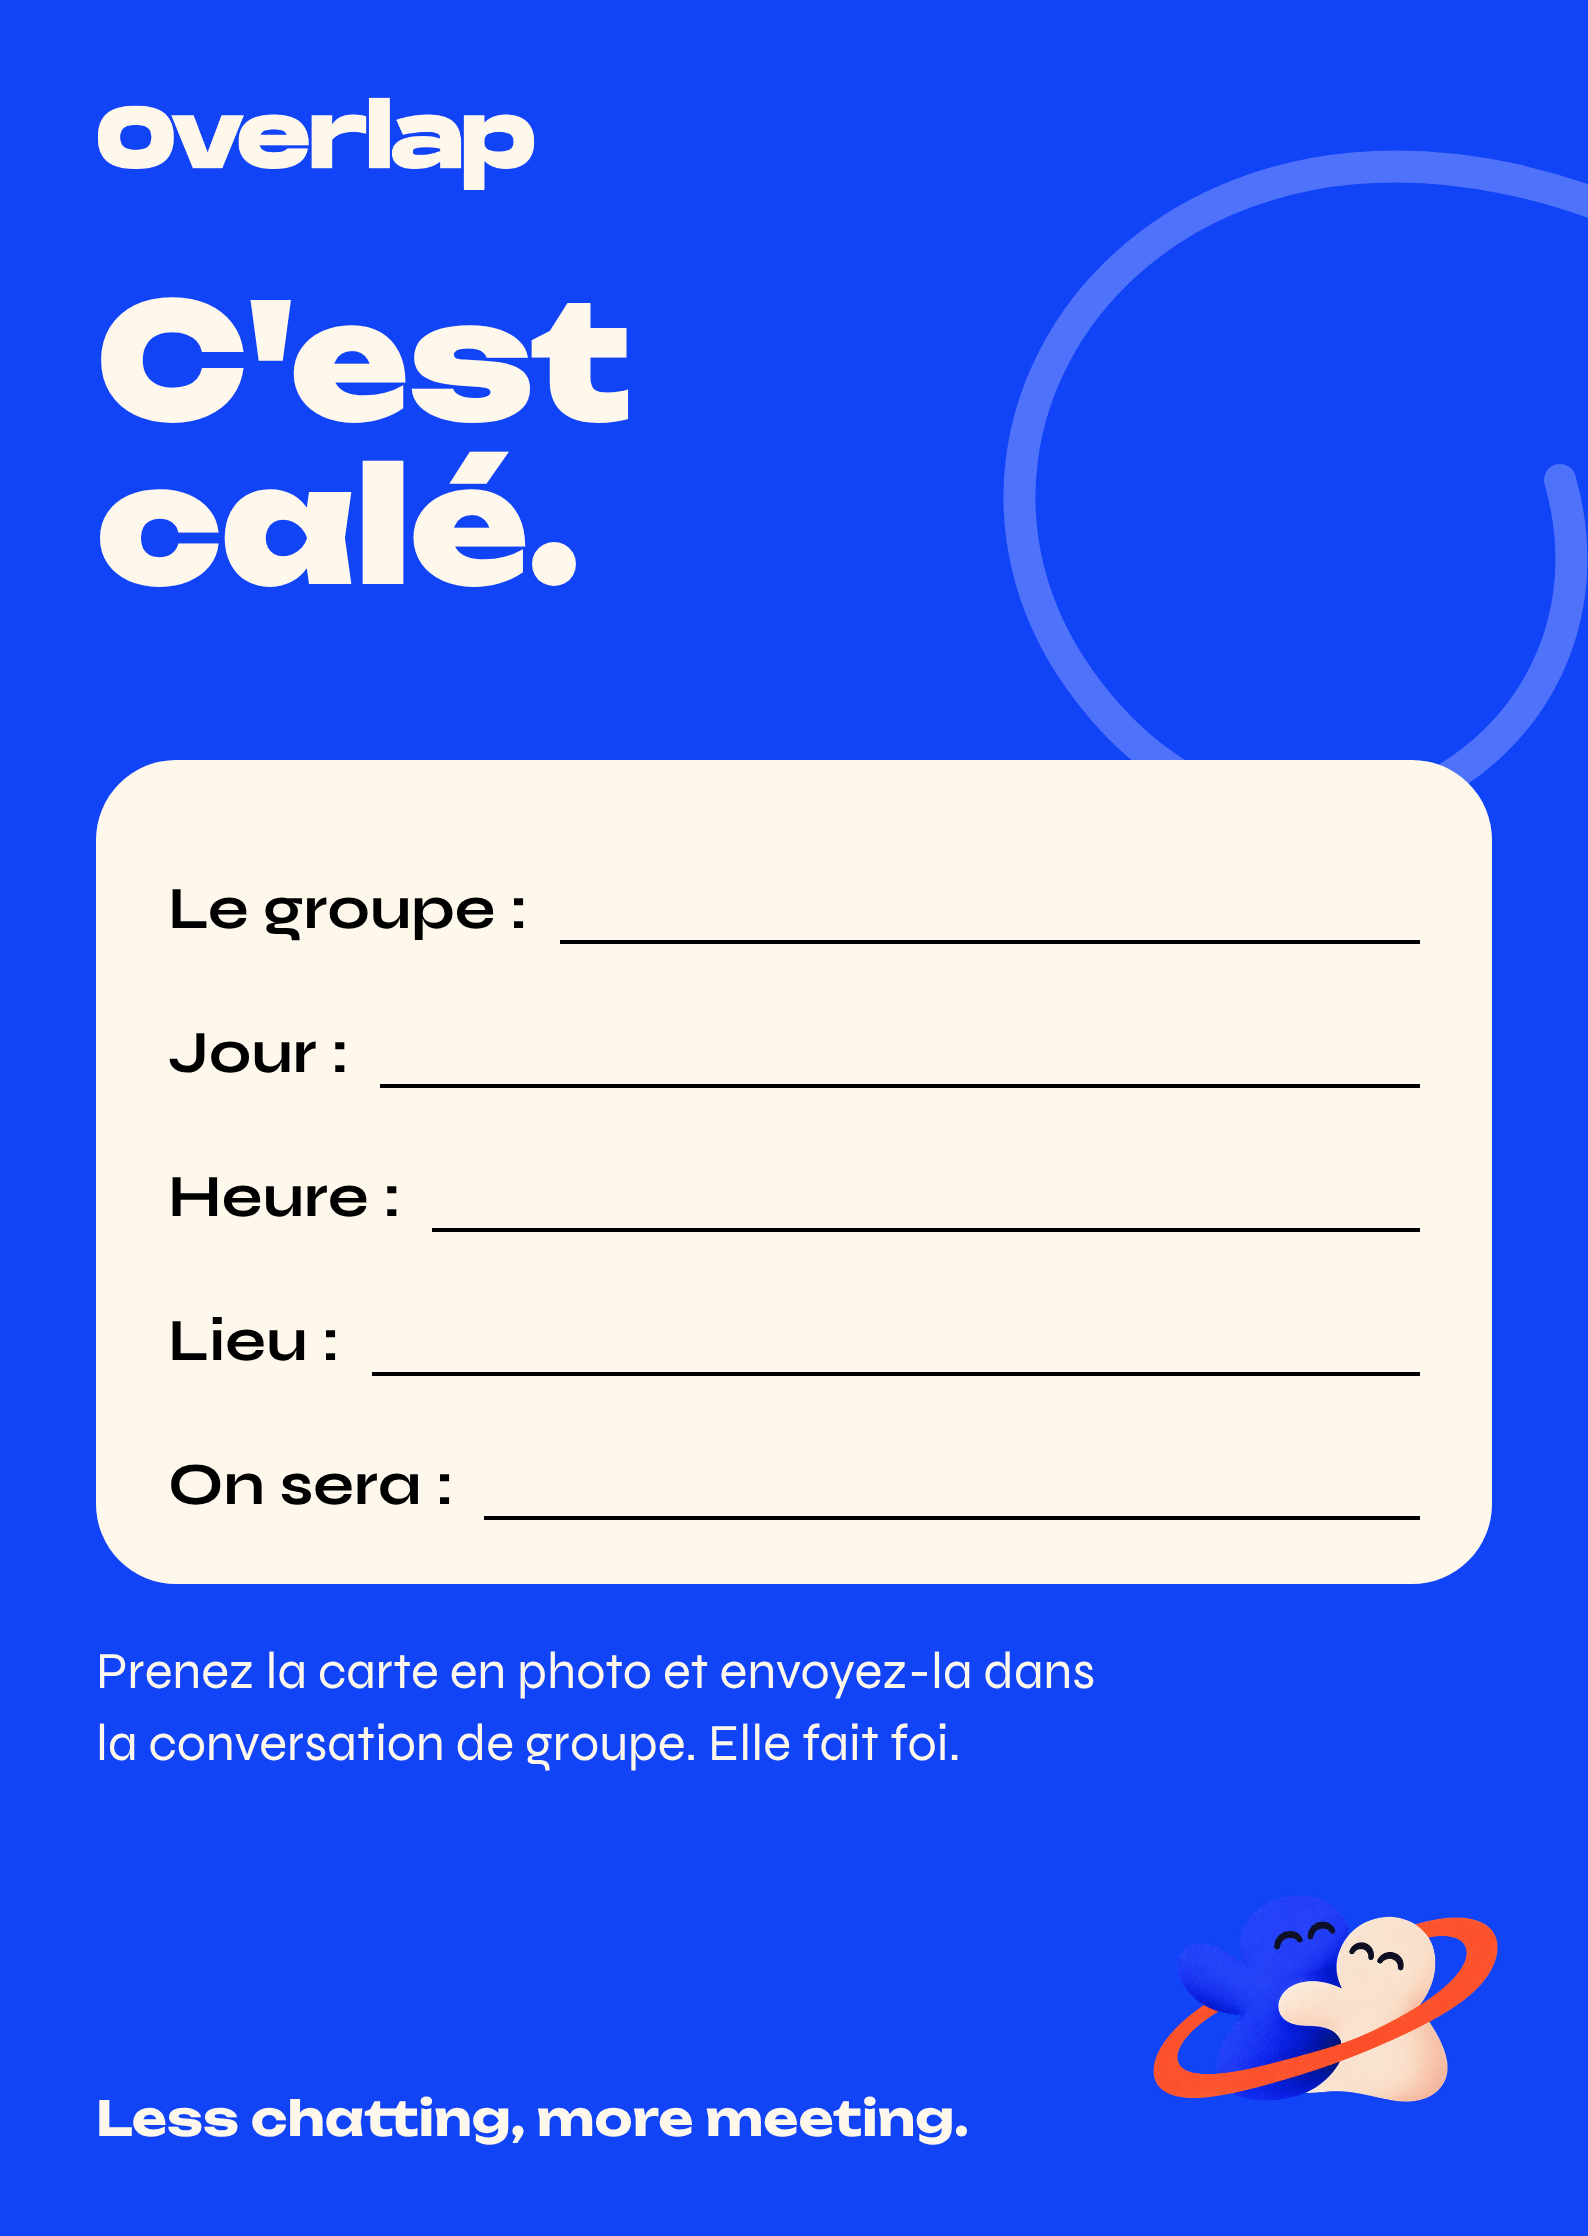 Overlap
C'est
calé.
Le groupe :
Jour :
Heure :
Lieu :
On sera :
Prenez la carte en photo et envoyez-la dans
la conversation de groupe. Elle fait foi.
Less chatting, more meeting.